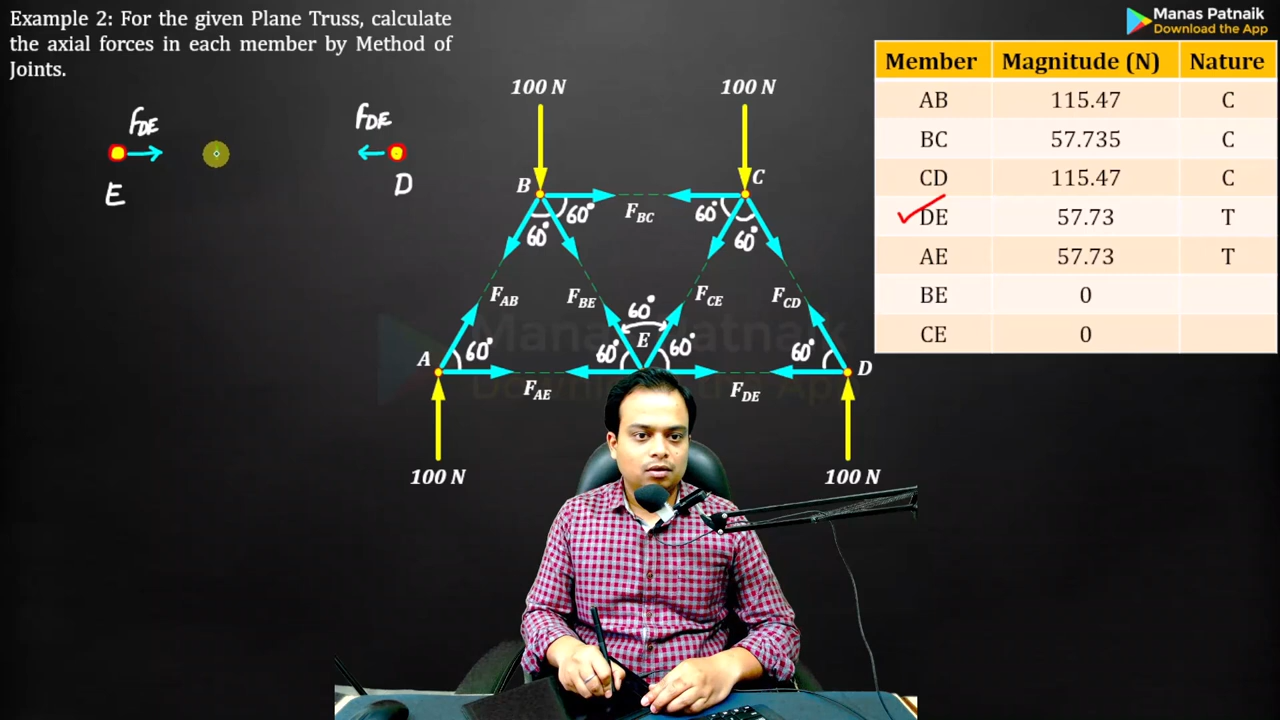 Example 2: For the given Plane Truss, calculate
the axial forces in each member by Method of
Joints.
Manas Patnaik
Download the App
Member Magnitude (N) Nature
AB 115.47 C
BC 57.735 C
CD 115.47 C
DE 57.73 T
AE 57.73 T
BE 0
CE 0
F_DE
E
F_DE
D
100 N
100 N
B
C
60°
60°
F_BC
60°
60°
F_AB
F_BE
60°
F_CE
F_CD
Manas Patnaik
A
60°
60°
E
60°
60°
D
F_AE
F_DE
100 N
100 N